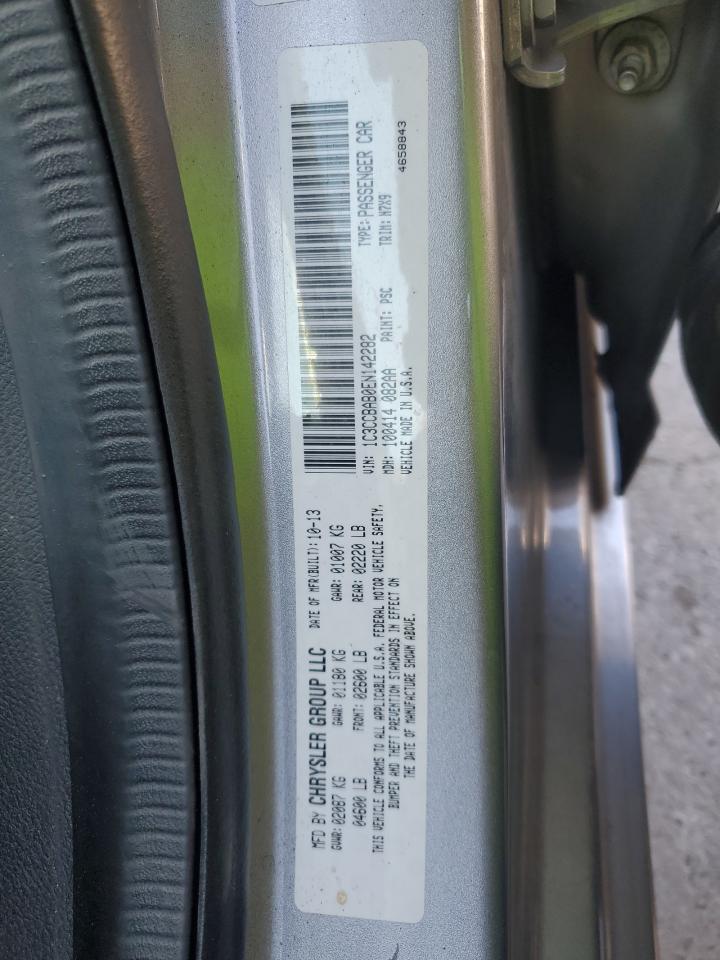 MFD BY CHRYSLER GROUP LLC DATE OF MFR(BUILT): 10-13
GVWR: 02087 KG GAWR: 01180 KG GAWR: 01007 KG
04600 LB FRONT: 02600 LB REAR: 02220 LB
THIS VEHICLE CONFORMS TO ALL APPLICABLE U.S.A. FEDERAL MOTOR VEHICLE SAFETY,
BUMPER AND THEFT PREVENTION STANDARDS IN EFFECT ON
THE DATE OF MANUFACTURE SHOWN ABOVE.
VIN: 1C3CCBAB0EN142282 TYPE: PASSENGER CAR
MDH: 100414 082AA PAINT: PSC TRIM: N7X9
VEHICLE MADE IN U.S.A. 4658843